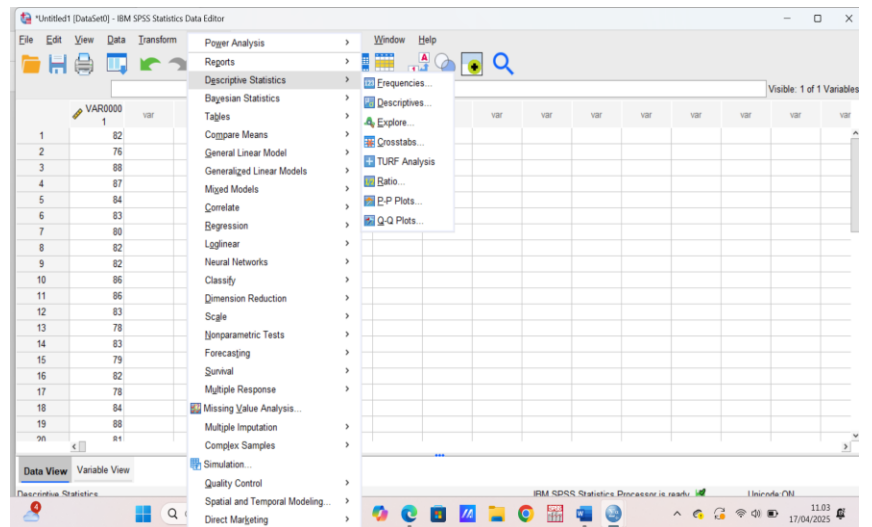 *Untitled1 [DataSet0] - IBM SPSS Statistics Data Editor
File Edit View Data Transform Window Help
Visible: 1 of 1 Variables
VAR0000
1
var var var var var var var var var
1 82
2 76
3 88
4 87
5 84
6 83
7 80
8 82
9 82
10 86
11 86
12 83
13 78
14 83
15 79
16 82
17 78
18 84
19 88
20 81
Power Analysis
Reports
Descriptive Statistics
Bayesian Statistics
Tables
Compare Means
General Linear Model
Generalized Linear Models
Mixed Models
Correlate
Regression
Loglinear
Neural Networks
Classify
Dimension Reduction
Scale
Nonparametric Tests
Forecasting
Survival
Multiple Response
Missing Value Analysis...
Multiple Imputation
Complex Samples
Simulation...
Quality Control
Spatial and Temporal Modeling...
Direct Marketing
Frequencies...
Descriptives...
Explore...
Crosstabs...
TURF Analysis
Ratio...
P-P Plots...
Q-Q Plots...
Data View Variable View
Descriptive Statistics
IBM SPSS Statistics Processor is ready
Unicode:ON
11.03
17/04/2025